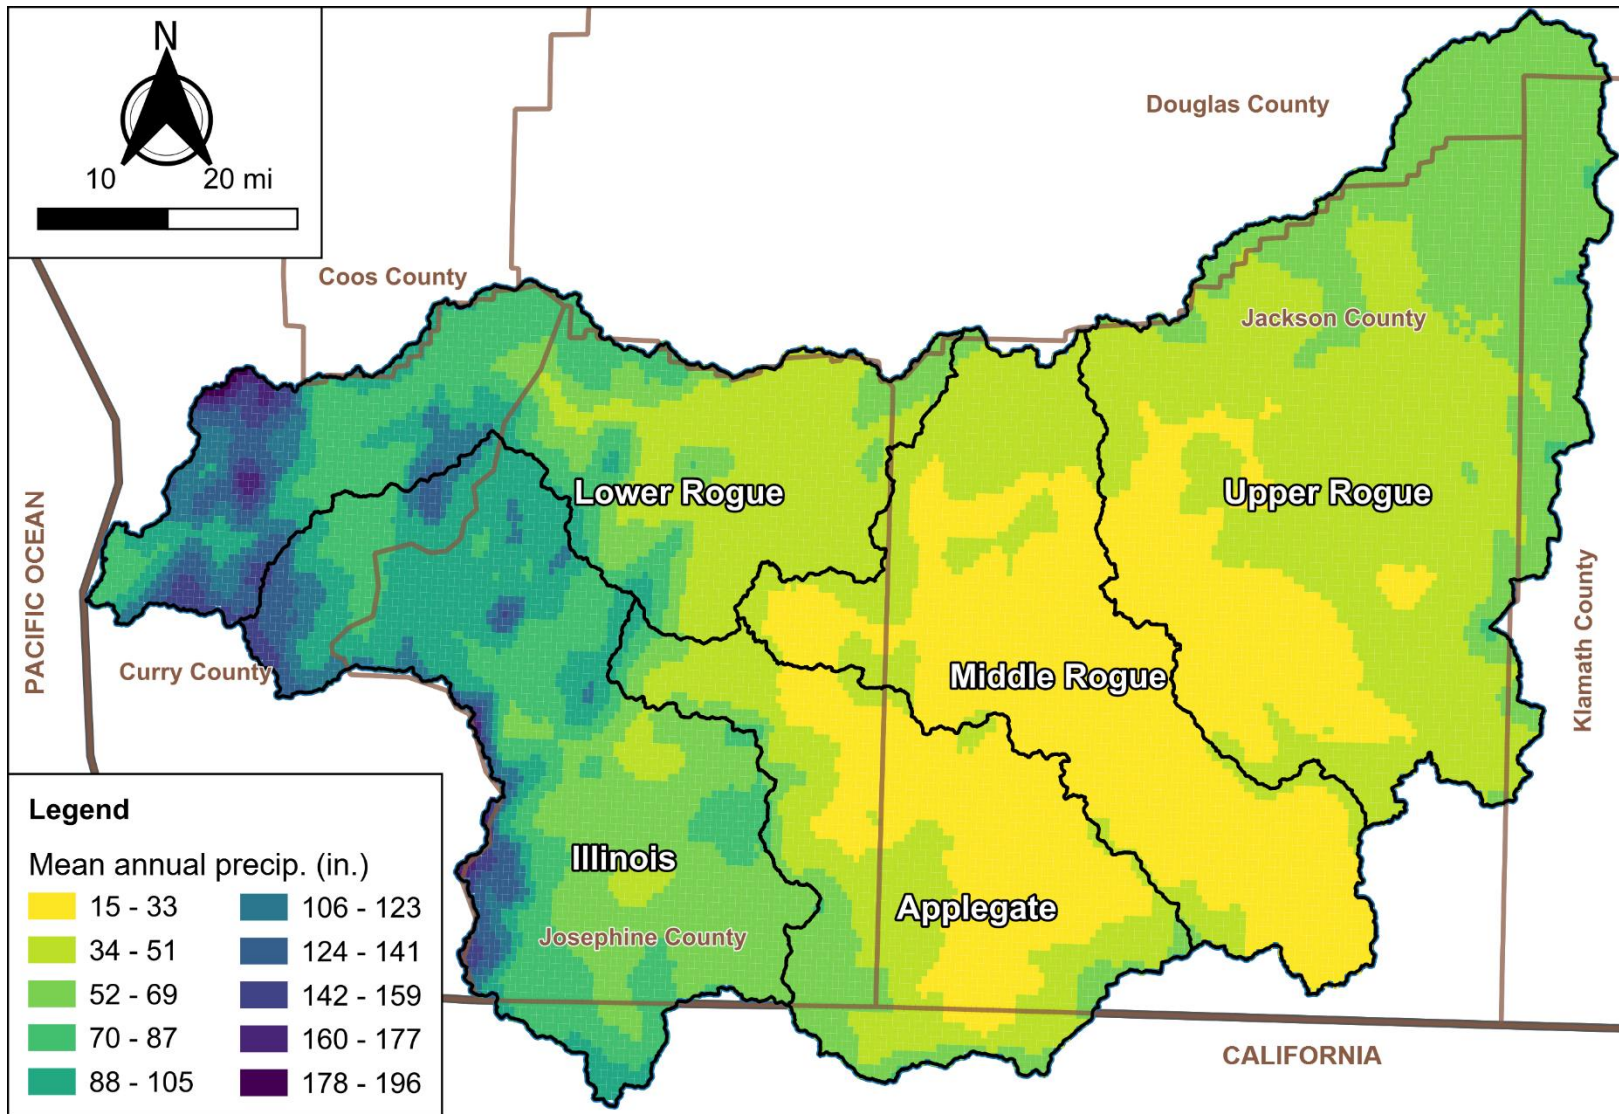 N
10 20 mi
Douglas County
Coos County
Jackson County
Lower Rogue
Upper Rogue
PACIFIC OCEAN
Klamath County
Curry County
Middle Rogue
Illinois
Applegate
Josephine County
CALIFORNIA
Legend
Mean annual precip. (in.)
15 - 33
34 - 51
52 - 69
70 - 87
88 - 105
106 - 123
124 - 141
142 - 159
160 - 177
178 - 196